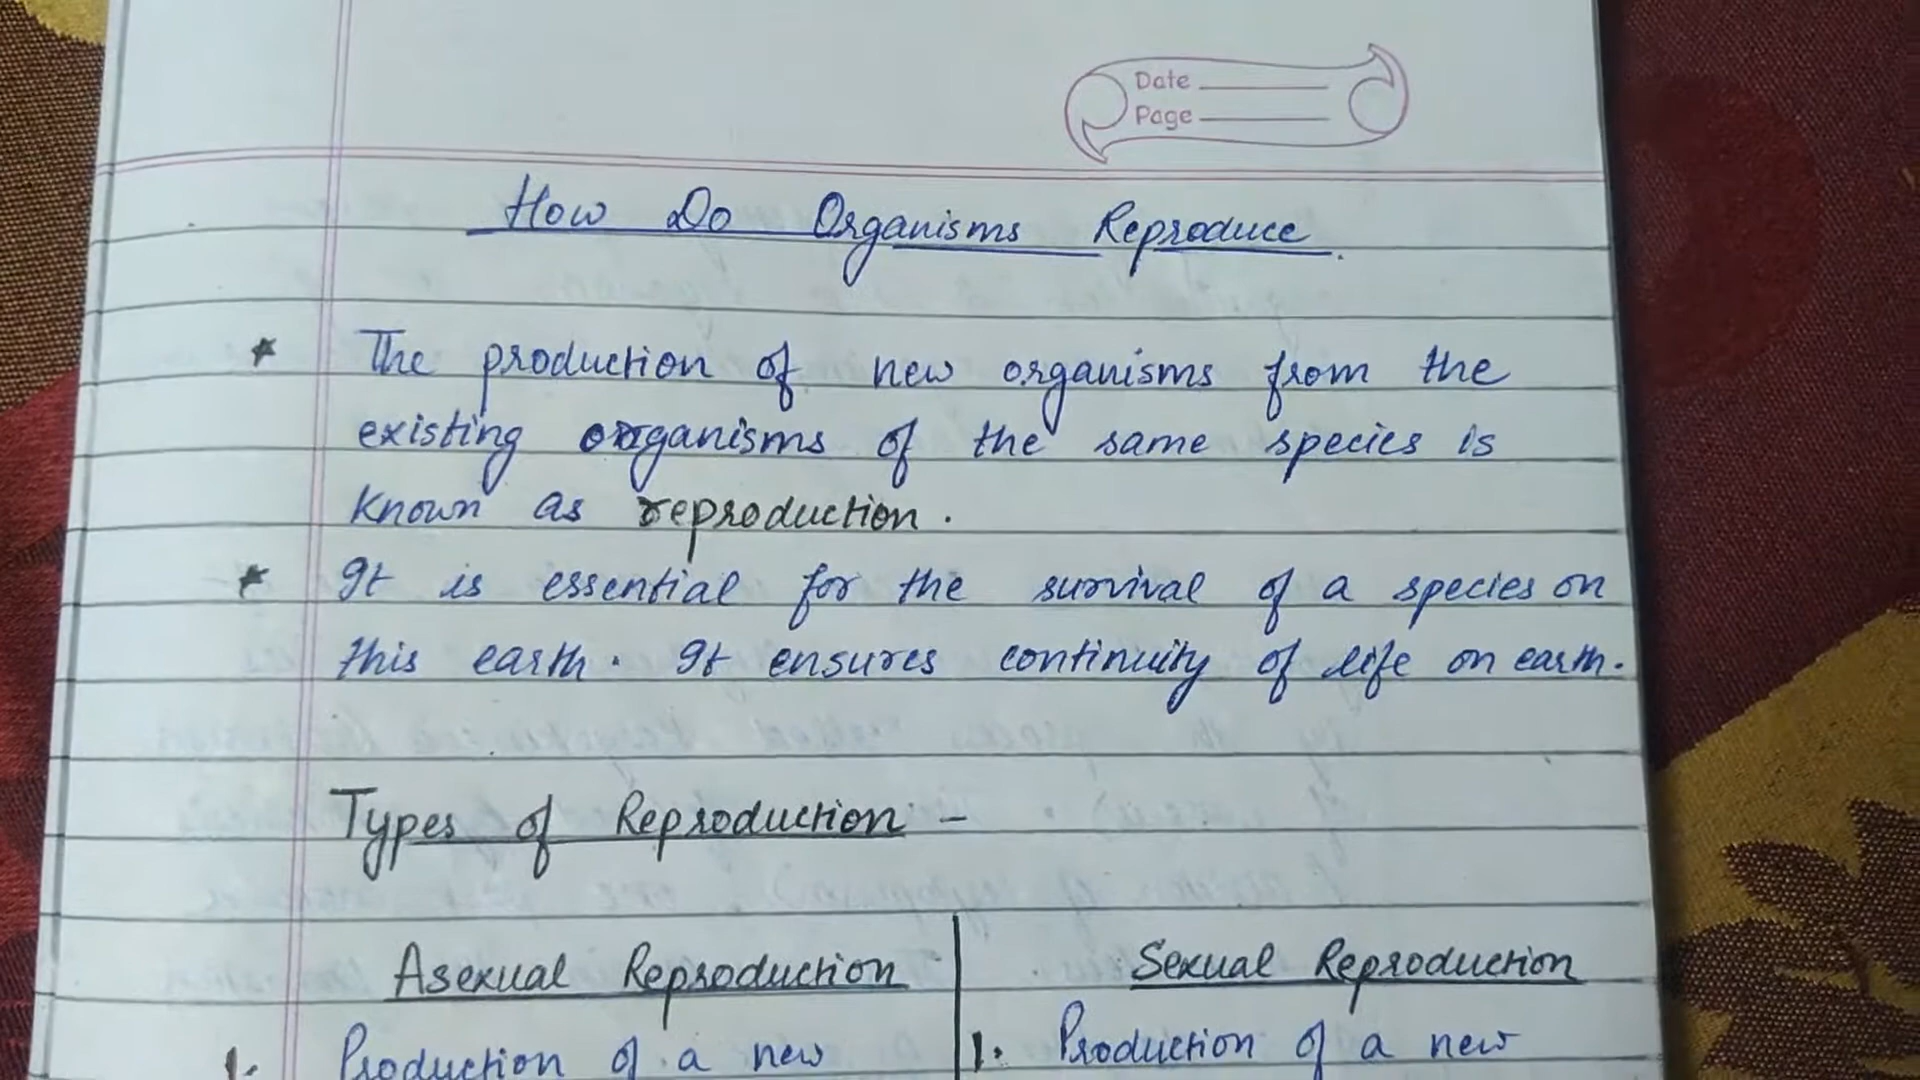 Date
Page
How Do Organisms Reproduce.
* The production of new organisms from the
existing organisms of the same species is
known as reproduction.
* It is essential for the survival of a species on
this earth. It ensures continuity of life on earth.
Types of Reproduction -
Asexual Reproduction
1. Production of a new
Sexual Reproduction
1. Production of a new